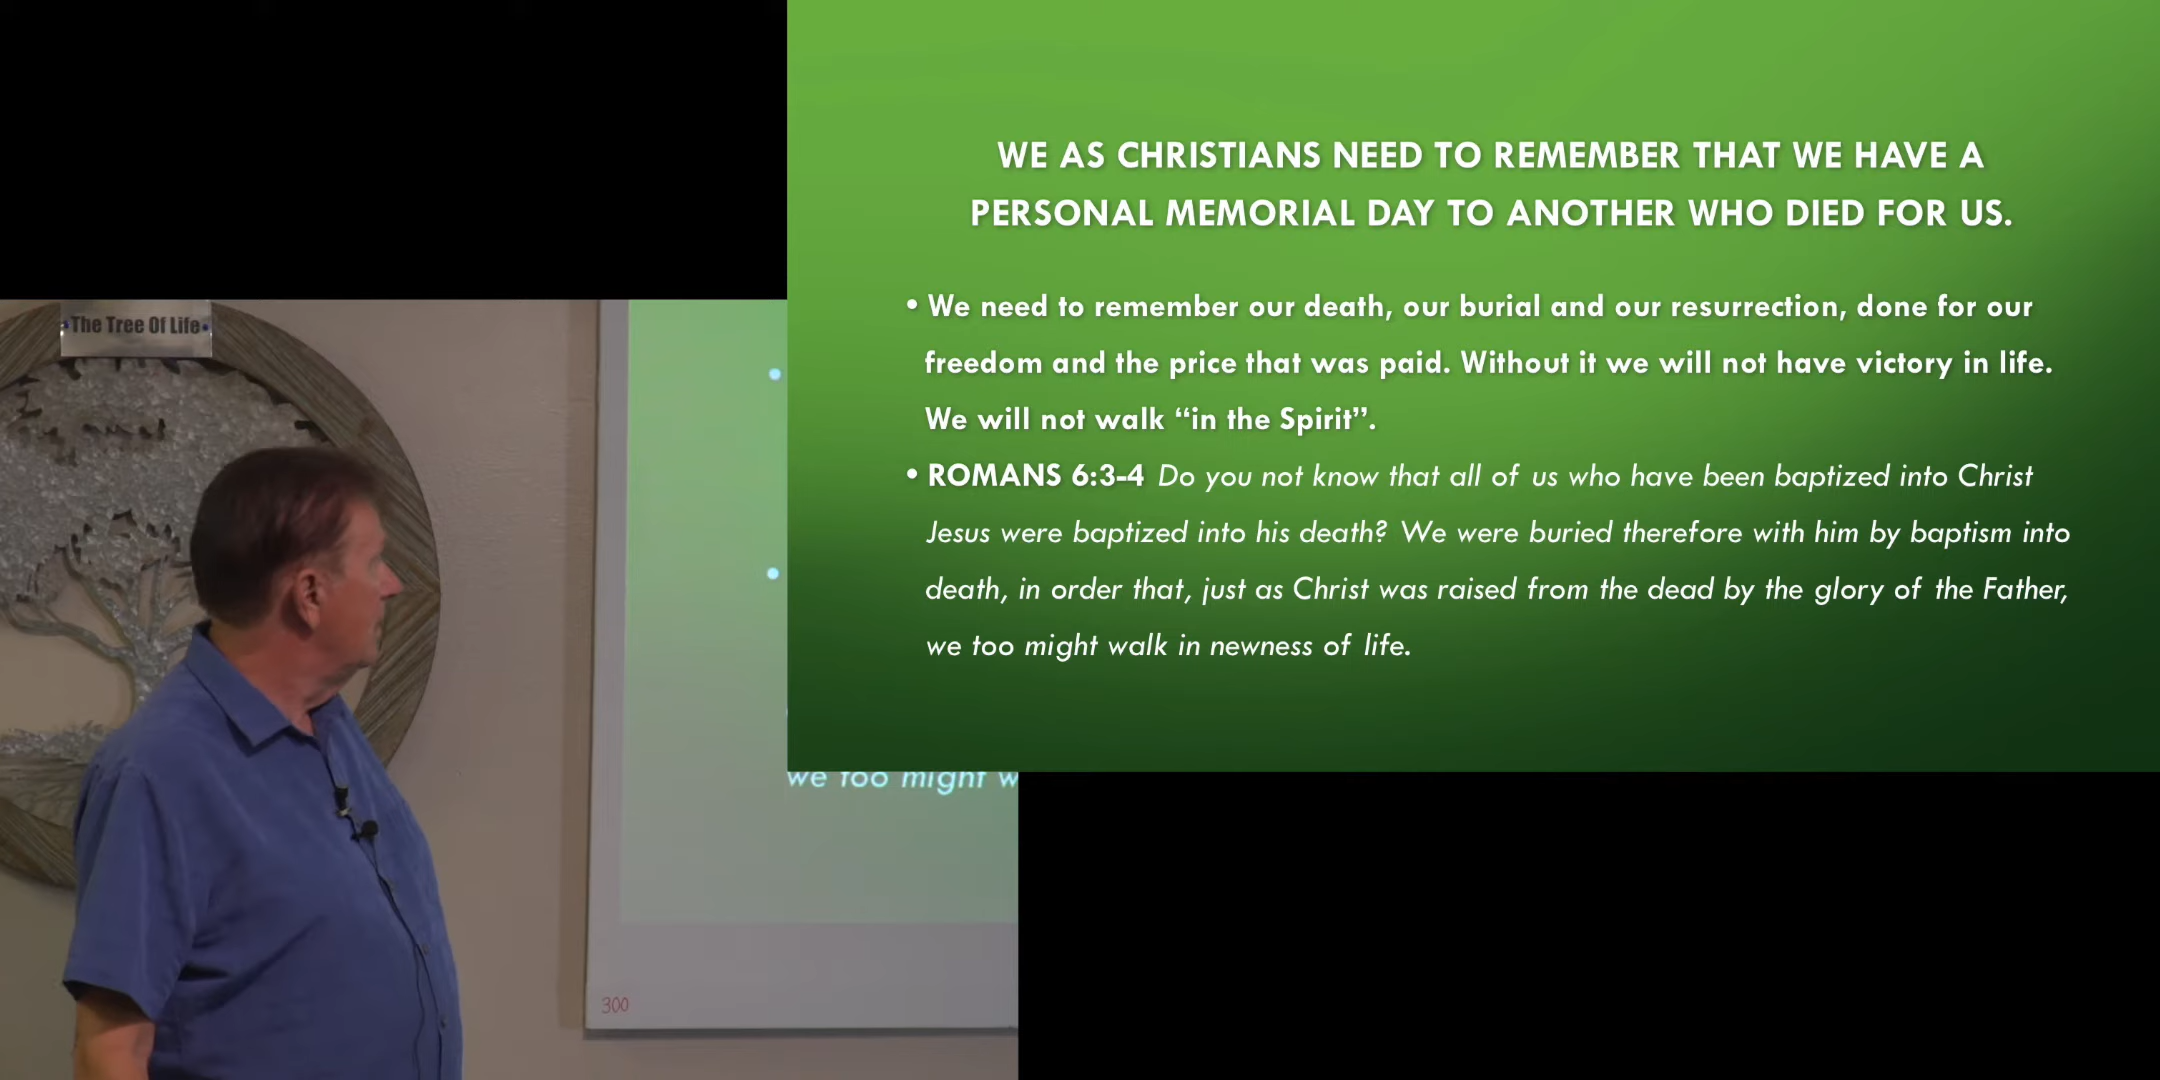 WE AS CHRISTIANS NEED TO REMEMBER THAT WE HAVE A
PERSONAL MEMORIAL DAY TO ANOTHER WHO DIED FOR US.
• We need to remember our death, our burial and our resurrection, done for our
freedom and the price that was paid. Without it we will not have victory in life.
We will not walk “in the Spirit”.
• ROMANS 6:3-4 Do you not know that all of us who have been baptized into Christ
Jesus were baptized into his death? We were buried therefore with him by baptism into
death, in order that, just as Christ was raised from the dead by the glory of the Father,
we too might walk in newness of life.
•The Tree Of Life•
we too might w
300